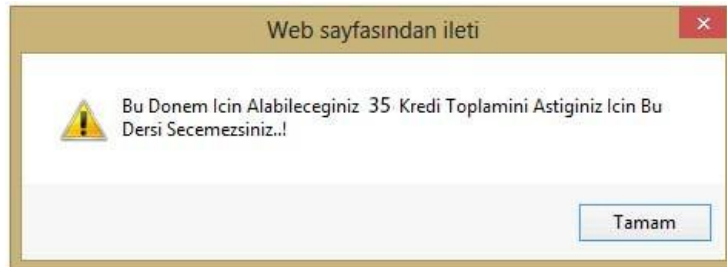 Web sayfasından ileti
Bu Donem Icin Alabileceginiz 35 Kredi Toplamini Astiginiz Icin Bu
Dersi Secemezsiniz..!
Tamam